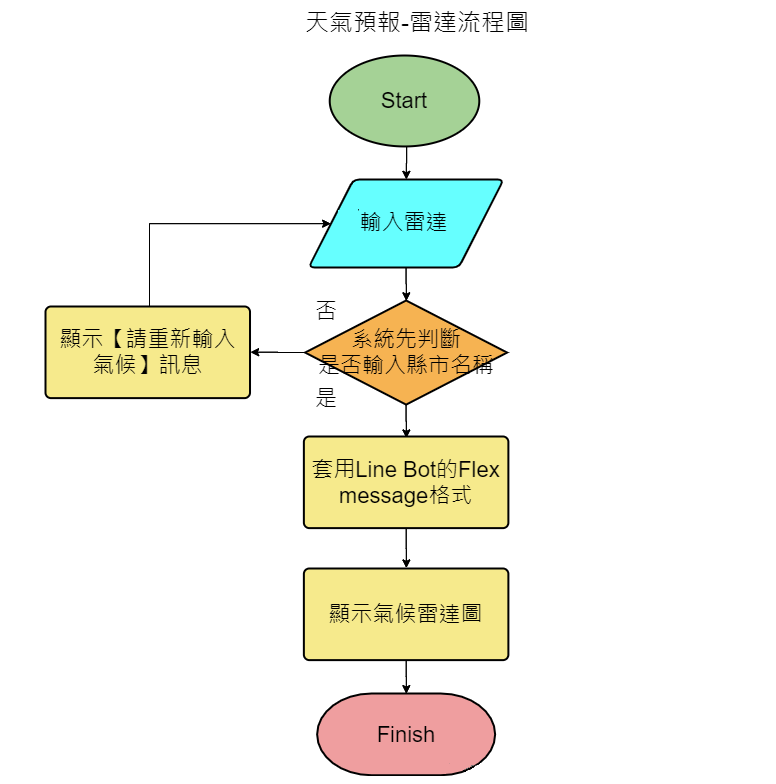 天氣預報-雷達流程圖
Start
輸入雷達
否
系統先判斷
是否輸入縣市名稱
顯示【請重新輸入
氣候】訊息
是
套用Line Bot的Flex
message格式
顯示氣候雷達圖
Finish